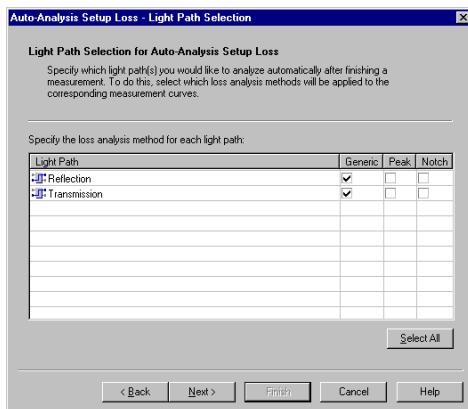 Auto-Analysis Setup Loss - Light Path Selection
Light Path Selection for Auto-Analysis Setup Loss
Specify which light path(s) you would like to analyze automatically after finishing a
measurement. To do this, select which loss analysis methods will be applied to the
corresponding measurement curves.
Specify the loss analysis method for each light path:
Light Path Generic Peak Notch
Reflection
Transmission
Select All
< Back Next > Finish Cancel Help